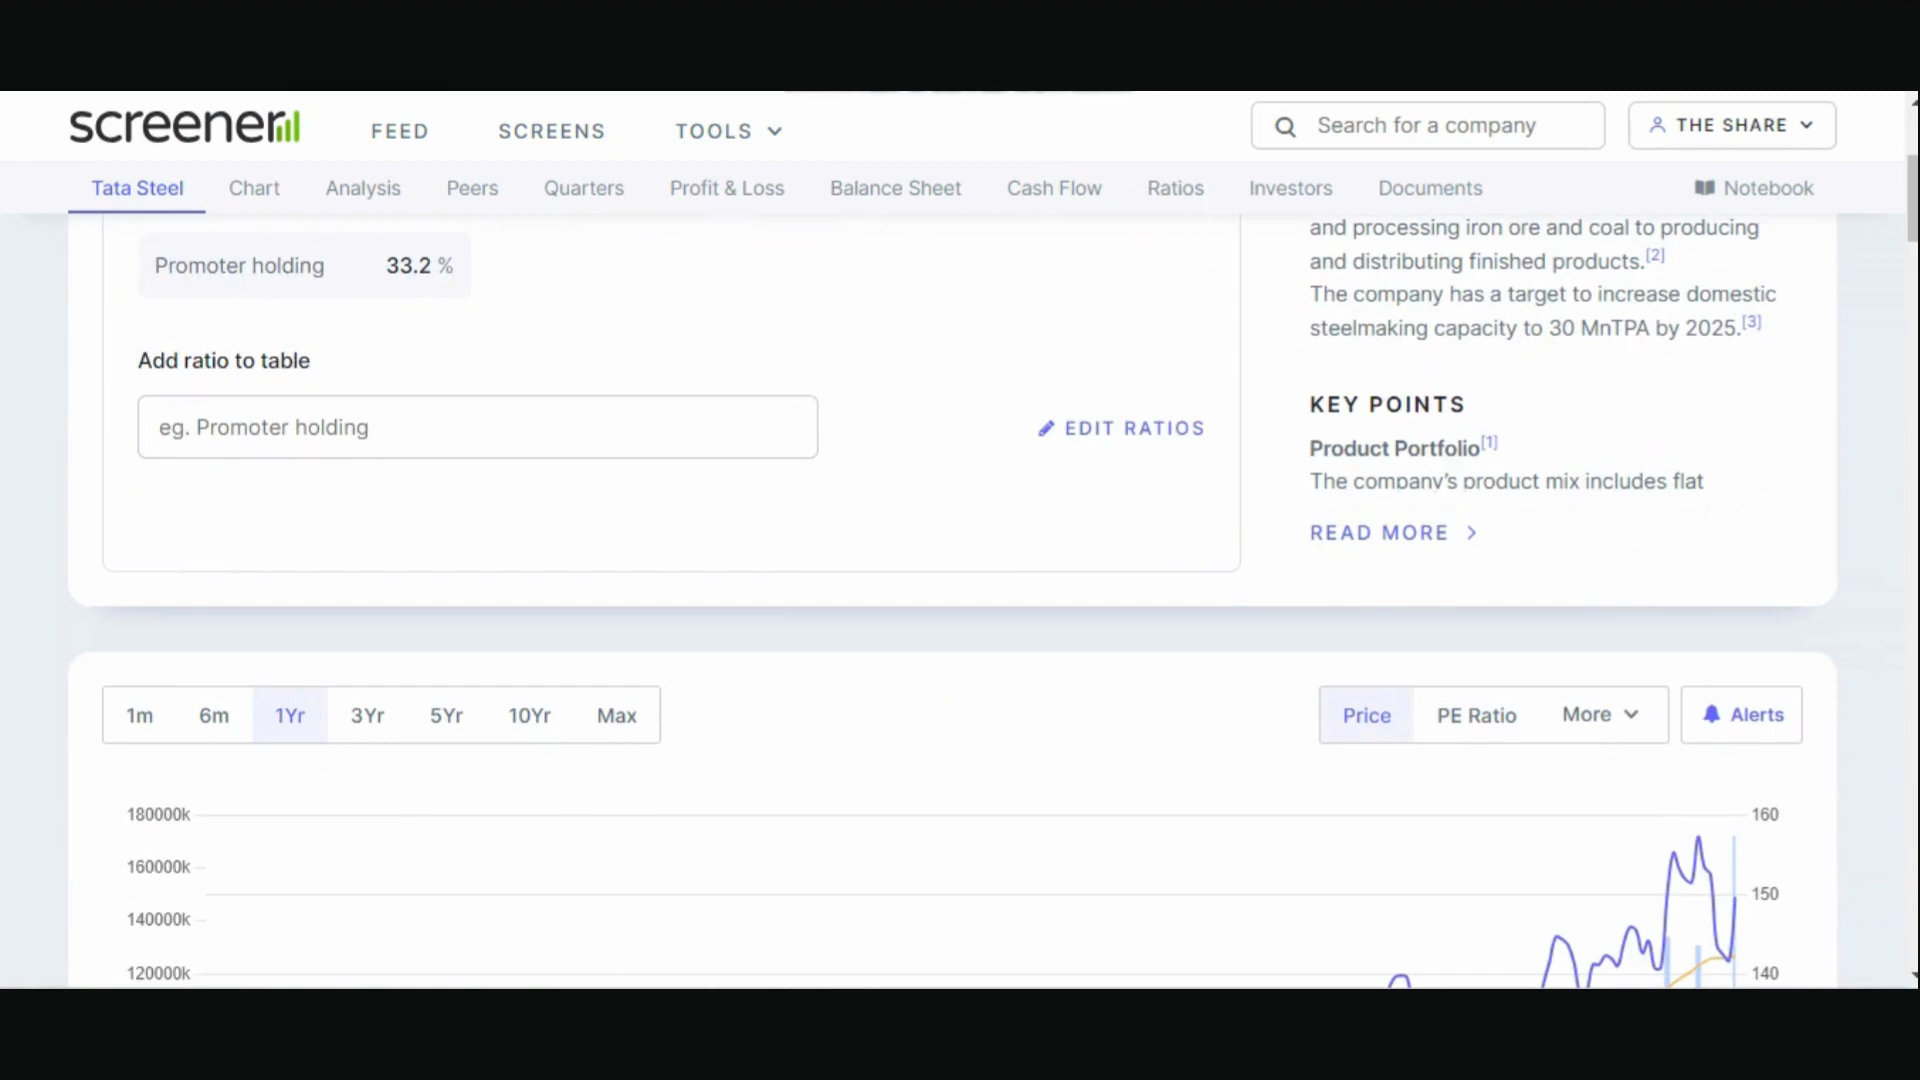 screener
FEED
SCREENS
TOOLS
Search for a company
THE SHARE
Tata Steel
Chart
Analysis
Peers
Quarters
Profit & Loss
Balance Sheet
Cash Flow
Ratios
Investors
Documents
Notebook
Promoter holding 33.2 %
Add ratio to table
eg. Promoter holding
EDIT RATIOS
and processing iron ore and coal to producing
and distributing finished products.[2]
The company has a target to increase domestic
steelmaking capacity to 30 MnTPA by 2025.[3]
KEY POINTS
Product Portfolio[1]
The company's product mix includes flat
READ MORE
1m
6m
1Yr
3Yr
5Yr
10Yr
Max
Price
PE Ratio
More
Alerts
180000k
160000k
140000k
120000k
160
150
140